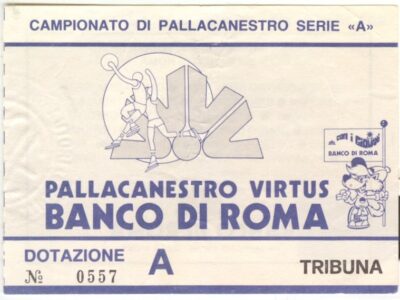 CAMPIONATO DI PALLACANESTRO SERIE «A»
BANCO DI ROMA
PALLACANESTRO VIRTUS
BANCO DI ROMA
DOTAZIONE A TRIBUNA
№ 0557